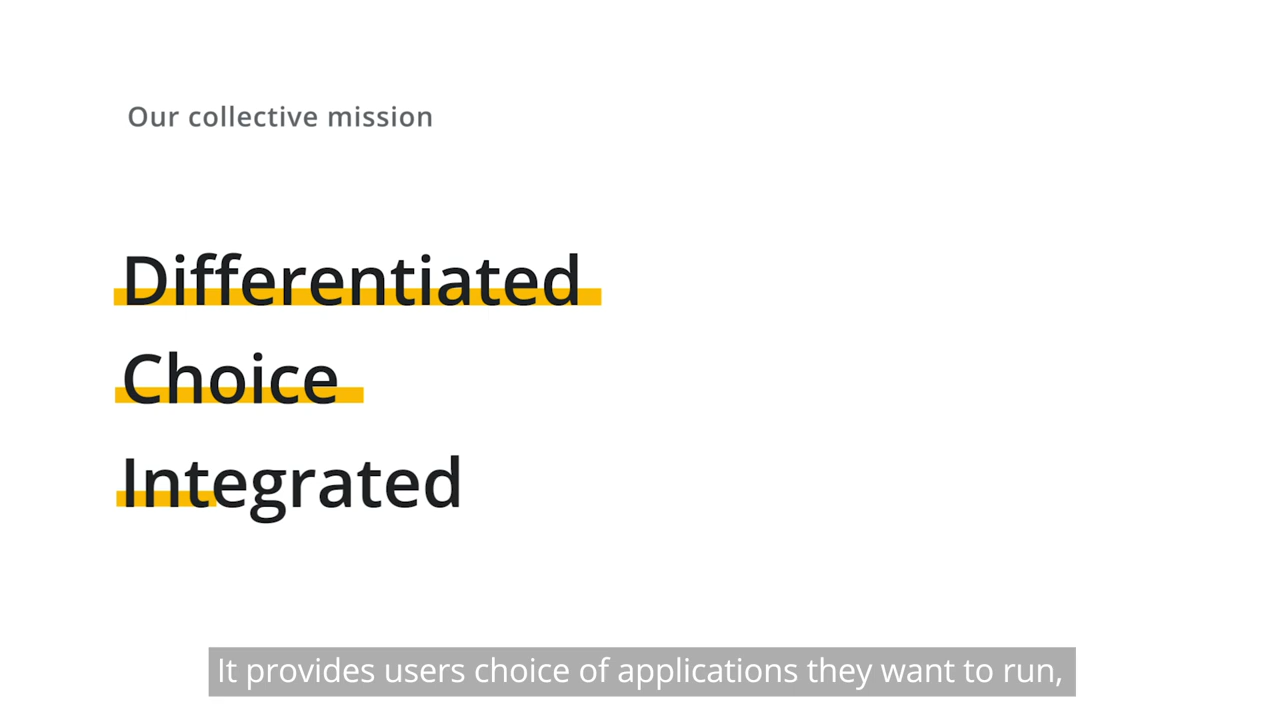 Our collective mission
Differentiated
Choice
Integrated
It provides users choice of applications they want to run,